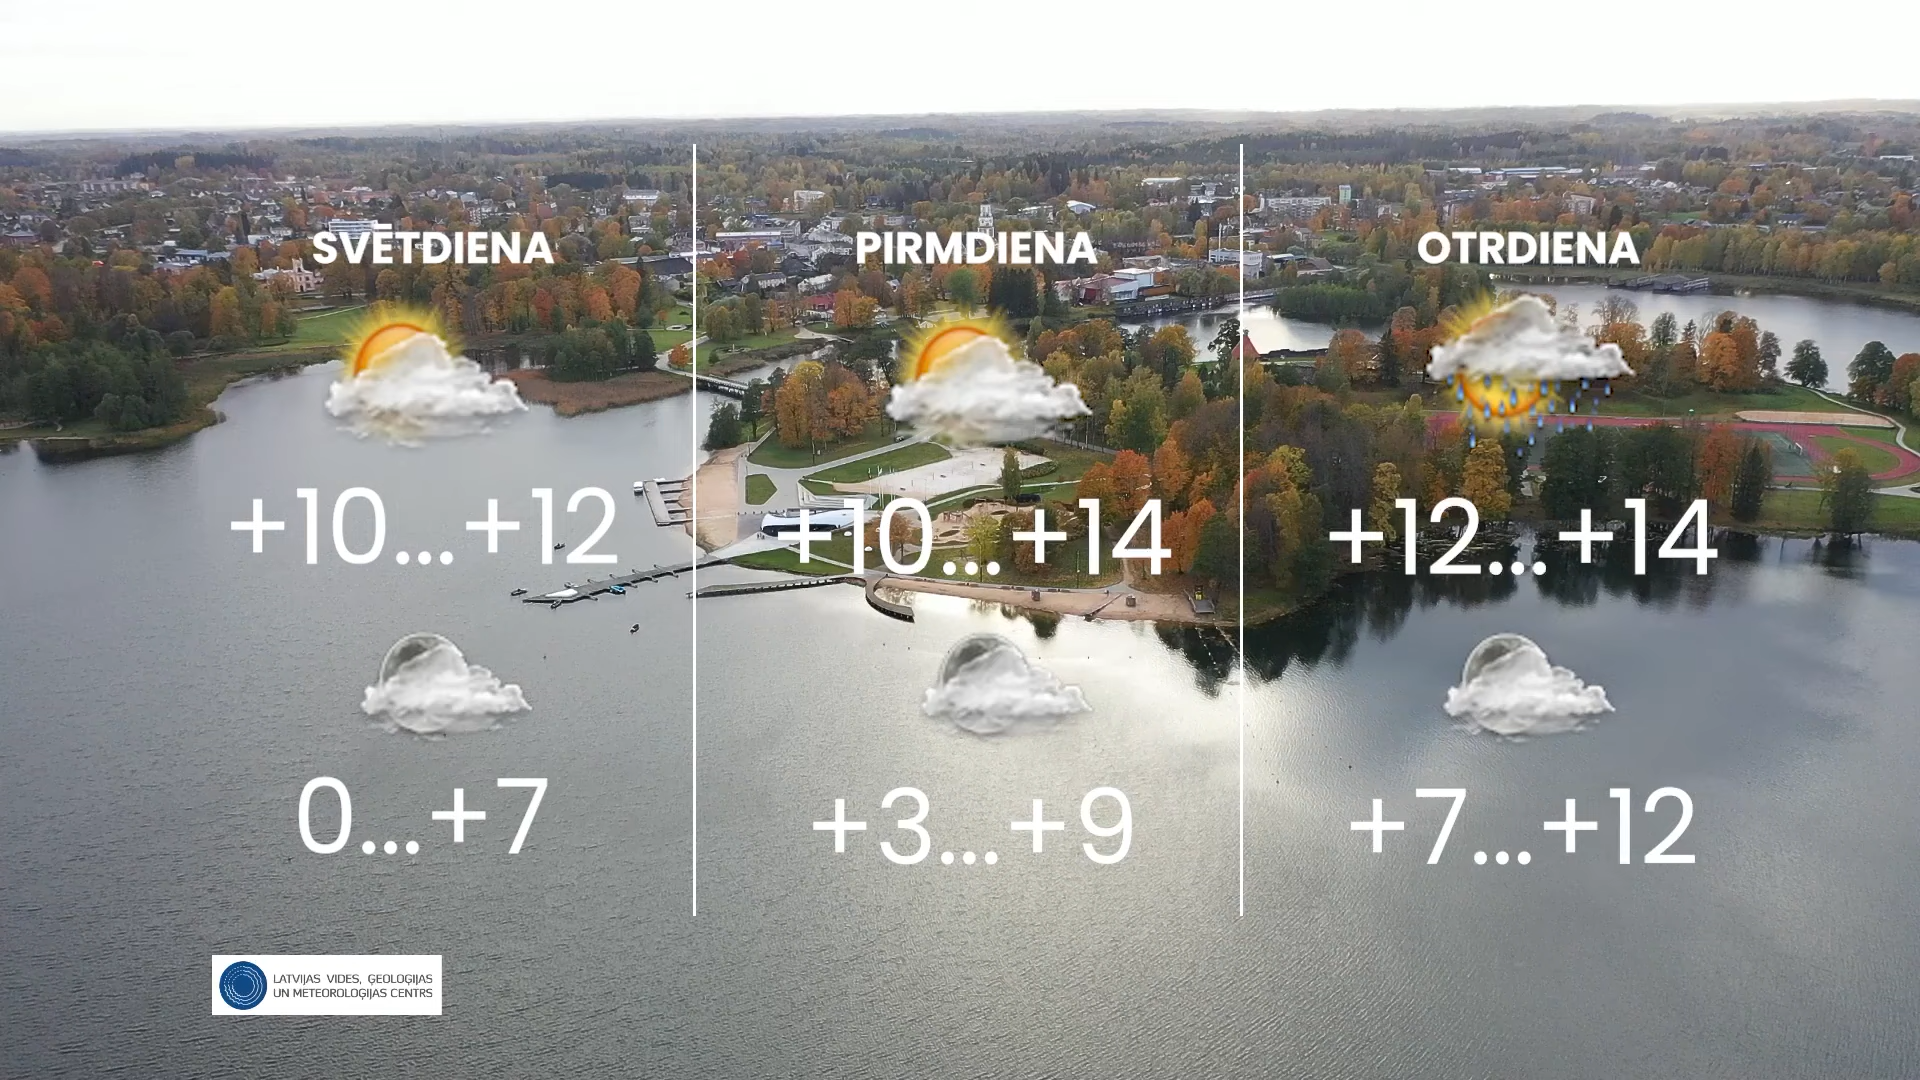 SVĒTDIENA
+10...+12
0...+7
PIRMDIENA
+10...+14
+3...+9
OTRDIENA
+12...+14
+7...+12
LATVIJAS VIDES, ĢEOLOĢIJAS
UN METEOROLOĢIJAS CENTRS